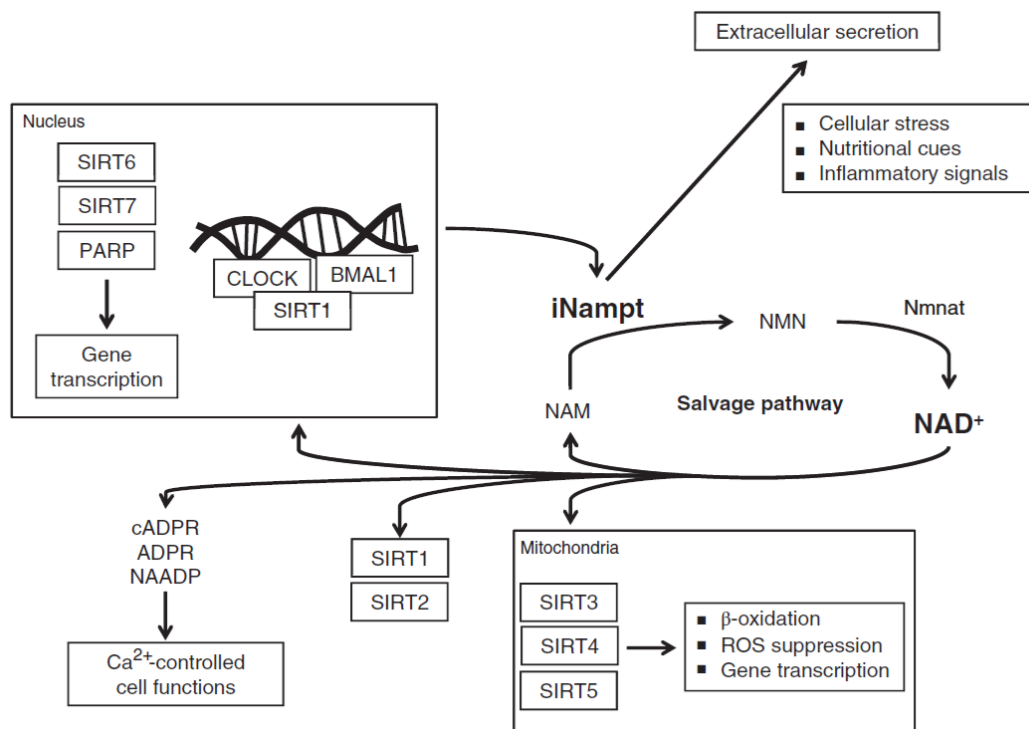 Extracellular secretion
■ Cellular stress
■ Nutritional cues
■ Inflammatory signals
Nucleus
SIRT6
SIRT7
PARP
Gene
transcription
CLOCK
BMAL1
SIRT1
iNampt
NMN
Nmnat
NAM
Salvage pathway
NAD⁺
cADPR
ADPR
NAADP
Ca²⁺-controlled
cell functions
SIRT1
SIRT2
Mitochondria
SIRT3
SIRT4
SIRT5
■ β-oxidation
■ ROS suppression
■ Gene transcription